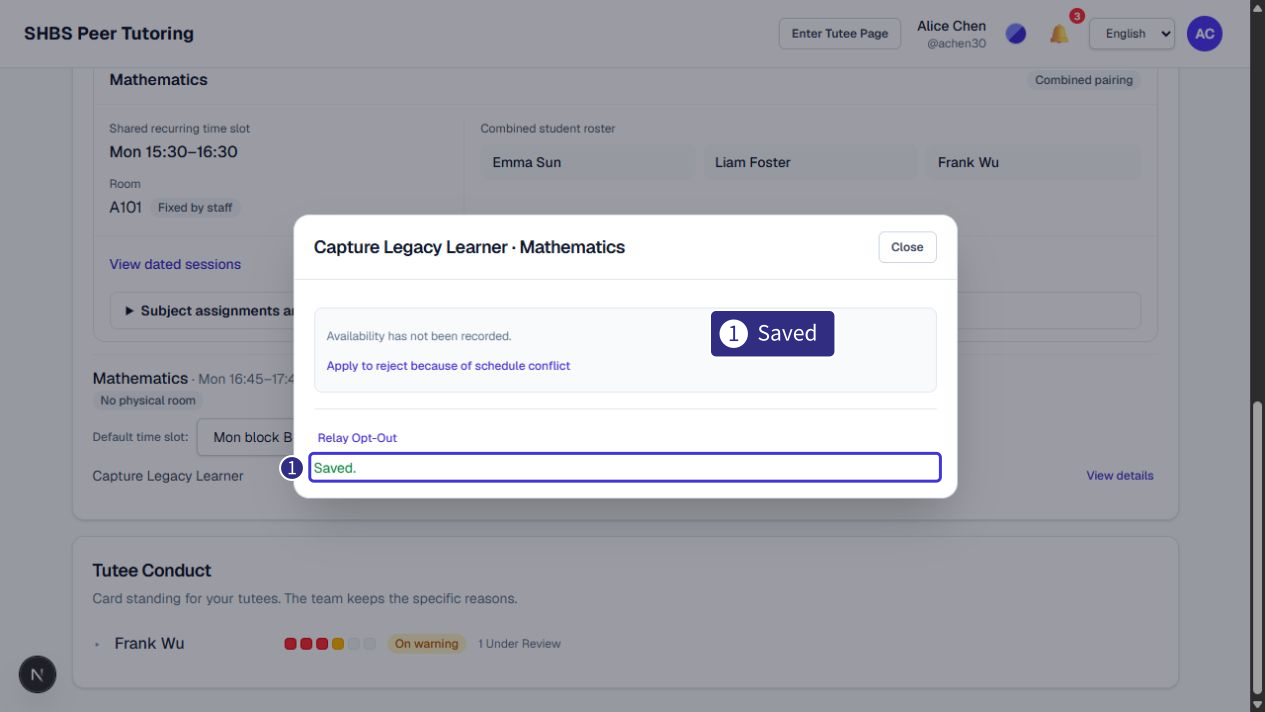 SHBS Peer Tutoring
Enter Tutee Page
Alice Chen
@achen30
3
English
AC
Mathematics
Combined pairing
Shared recurring time slot
Mon 15:30–16:30
Room
A101 Fixed by staff
Combined student roster
Emma Sun
Liam Foster
Frank Wu
View dated sessions
▶ Subject assignments a
Mathematics · Mon 16:45–17:4
No physical room
Default time slot: Mon block B
Capture Legacy Learner
View details
Capture Legacy Learner · Mathematics
Close
Availability has not been recorded.
Apply to reject because of schedule conflict
1 Saved
Relay Opt-Out
1 Saved.
Tutee Conduct
Card standing for your tutees. The team keeps the specific reasons.
Frank Wu
On warning
1 Under Review
N